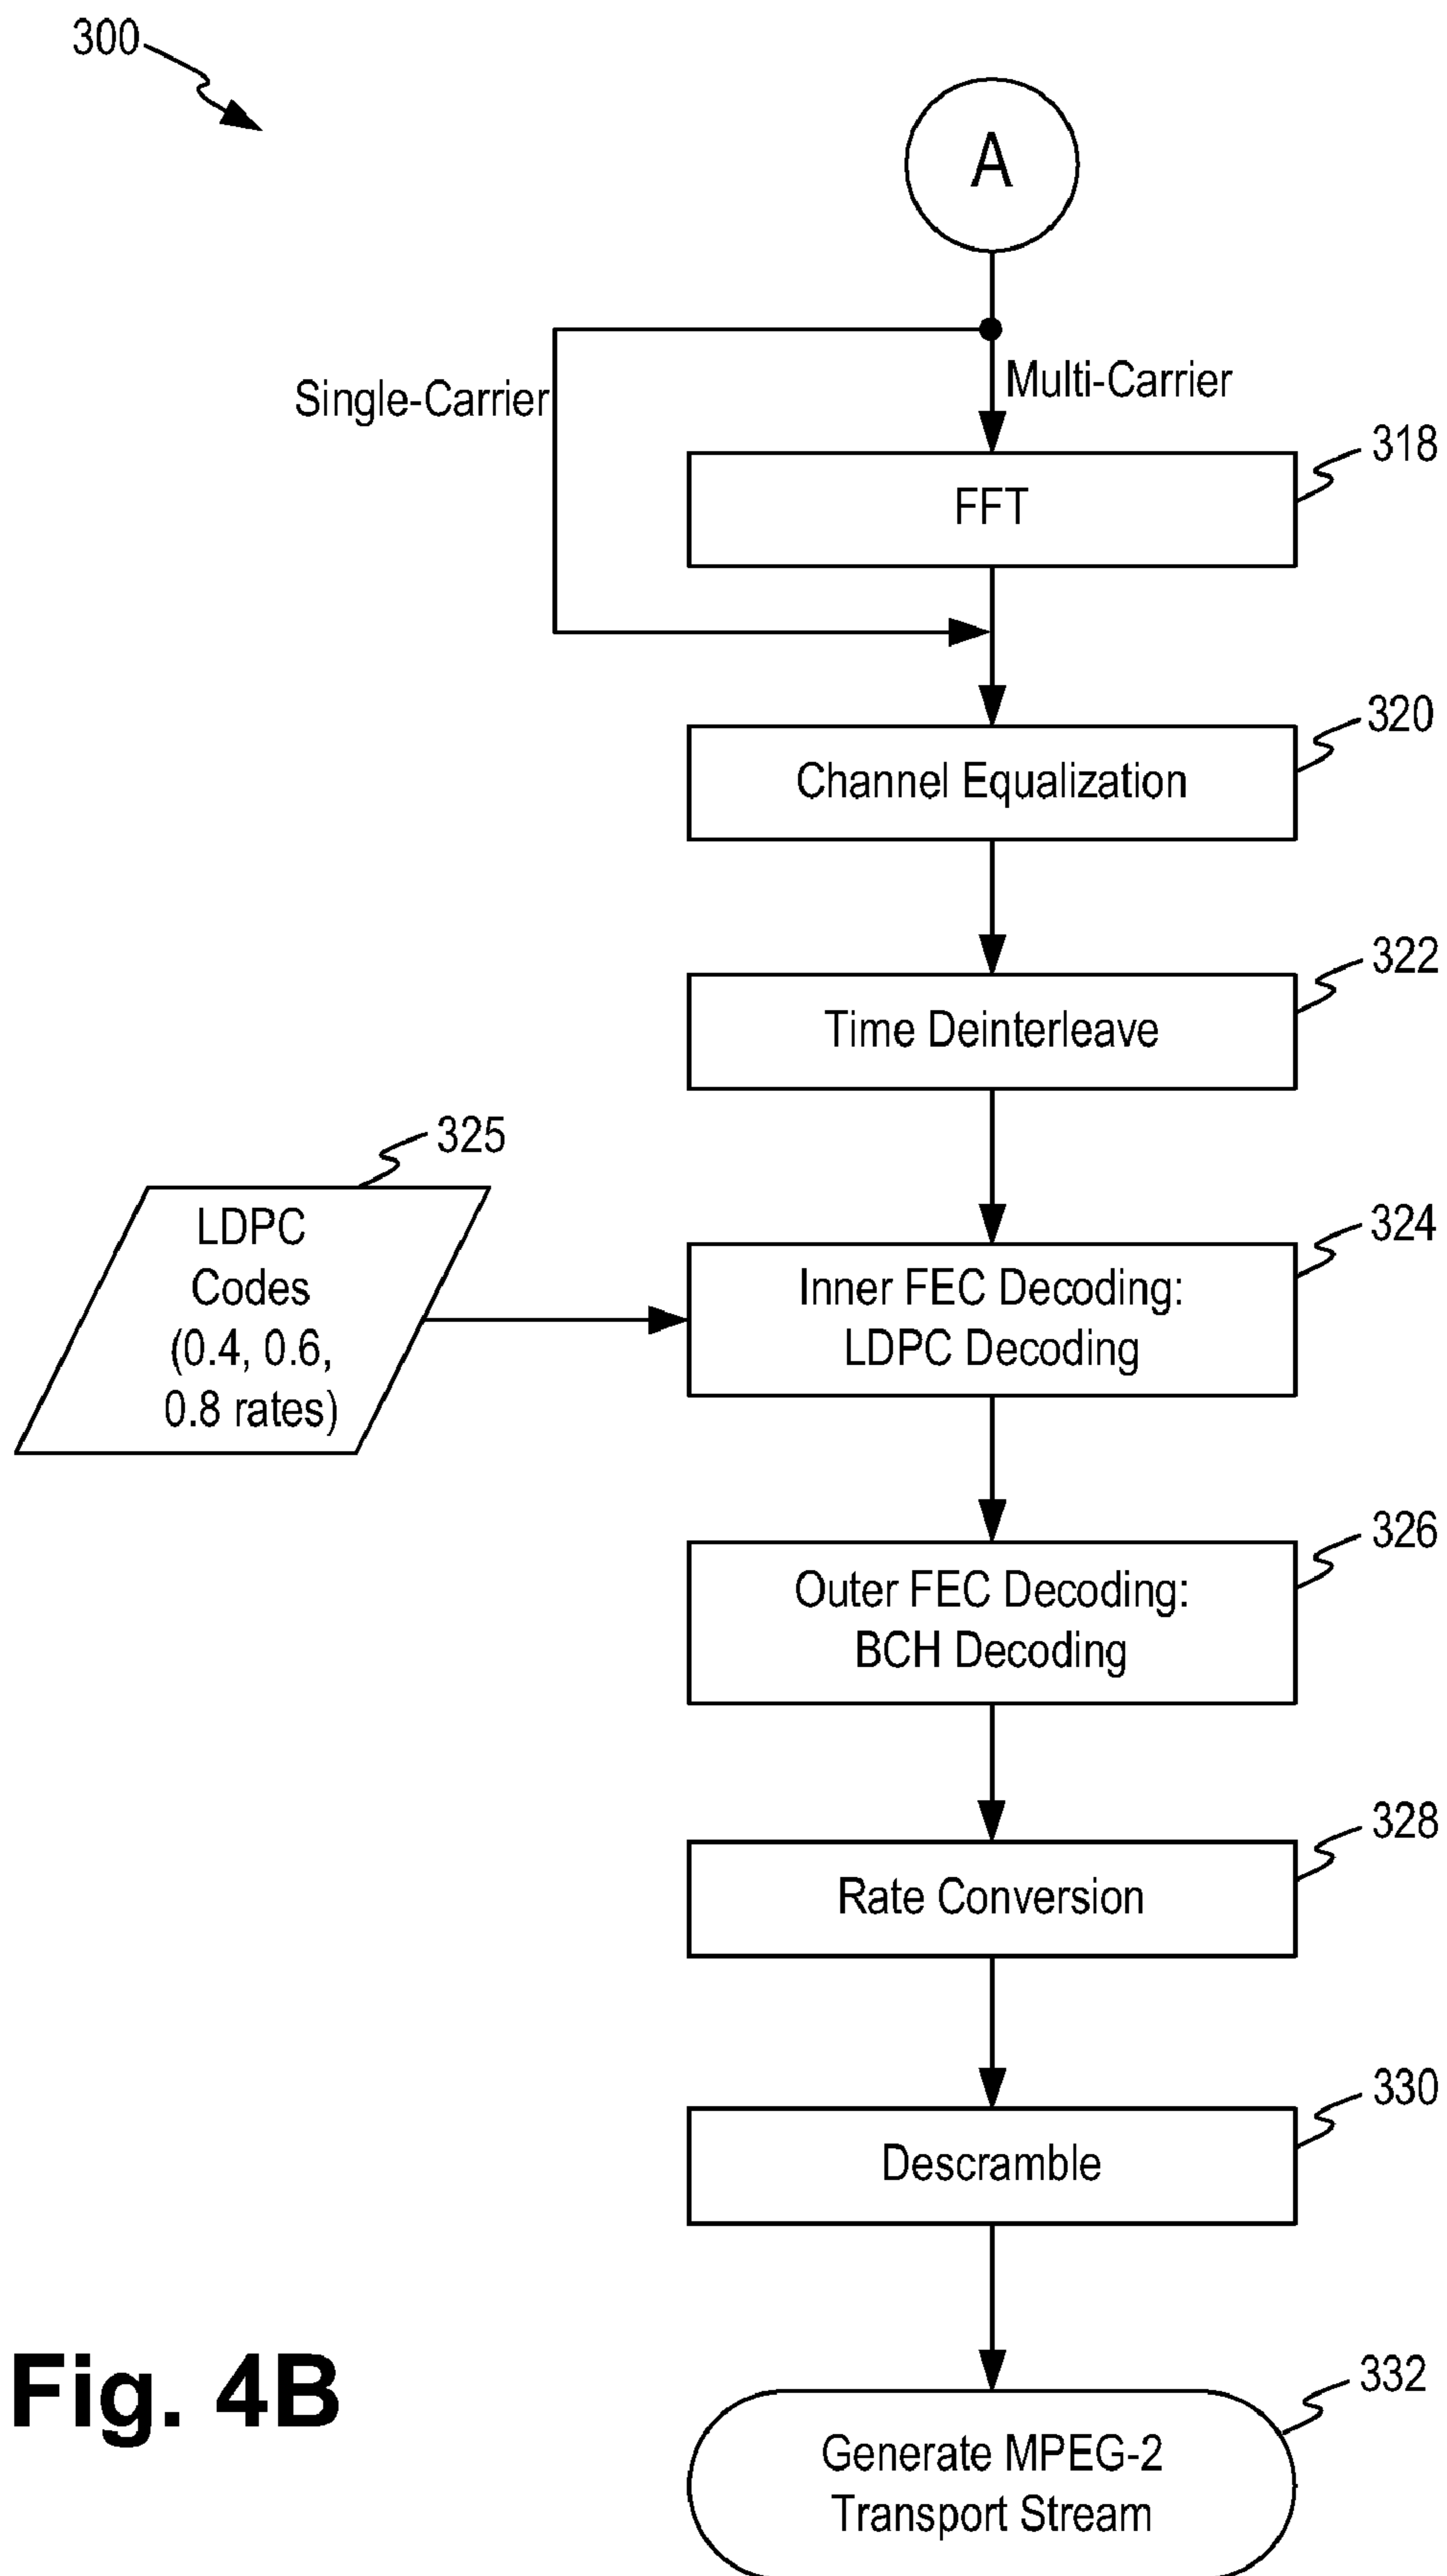 300
A
Single-Carrier
Multi-Carrier
318
FFT
320
Channel Equalization
322
Time Deinterleave
325
LDPC
Codes
(0.4, 0.6,
0.8 rates)
324
Inner FEC Decoding:
LDPC Decoding
326
Outer FEC Decoding:
BCH Decoding
328
Rate Conversion
330
Descramble
332
Generate MPEG-2
Transport Stream
Fig. 4B